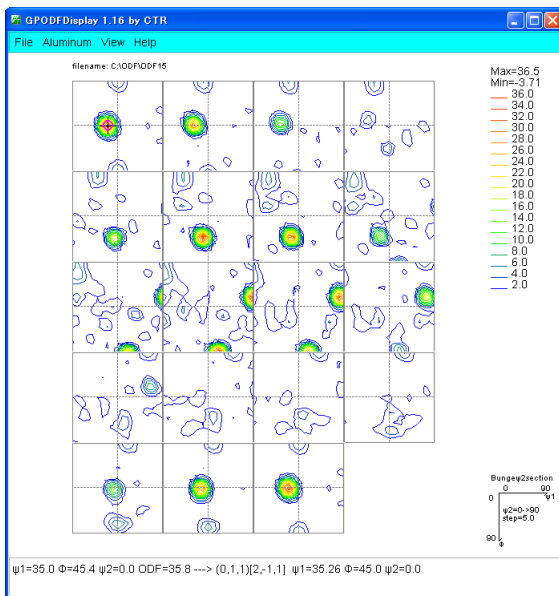 GPODFDisplay 1.16 by CTR
File Aluminum View Help
filename: C:\ODF\ODF15
Max=36.5
Min=-3.71
36.0
34.0
32.0
30.0
28.0
26.0
24.0
22.0
20.0
18.0
16.0
14.0
12.0
10.0
8.0
6.0
4.0
2.0
Bungeψ2section
0 90
0 ψ1
ψ2=0->90
step=5.0
90
Φ
ψ1=35.0 Φ=45.4 ψ2=0.0 ODF=35.8 ---> (0,1,1)[2,-1,1] ψ1=35.26 Φ=45.0 ψ2=0.0